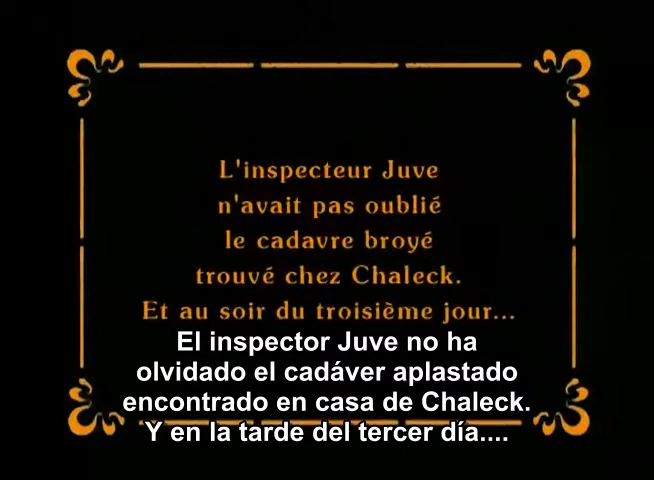 L'inspecteur Juve
n'avait pas oublié
le cadavre broyé
trouvé chez Chaleck.
Et au soir du troisième jour...
El inspector Juve no ha
olvidado el cadáver aplastado
encontrado en casa de Chaleck.
Y en la tarde del tercer día....